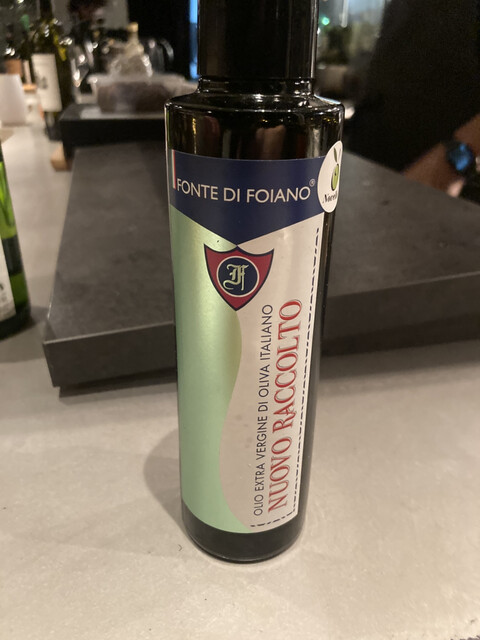 FONTE DI FOIANO®
F
OLIO EXTRA VERGINE DI OLIVA ITALIANO
NUOVO RACCOLTO